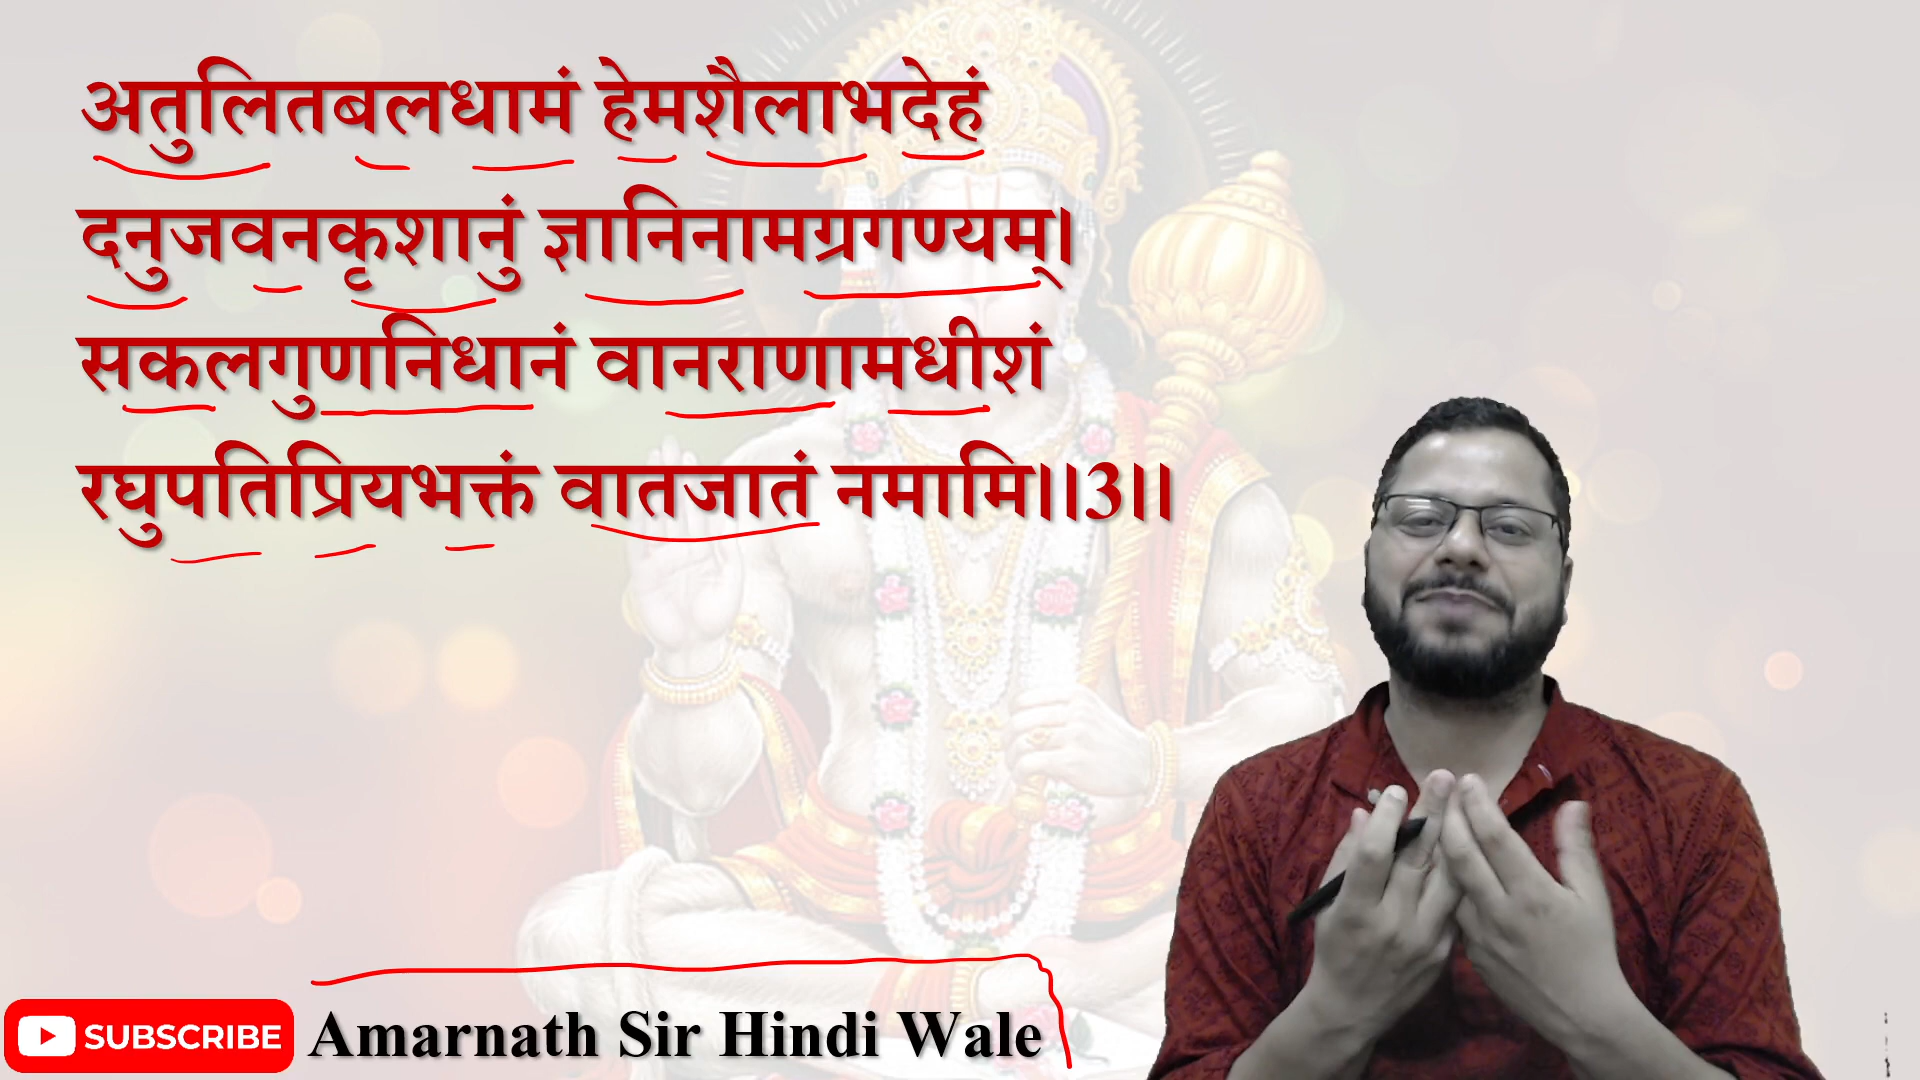 अतुलितबलधामं हेमशैलाभदेहं
दनुजवनकृशानुं ज्ञानिनामग्रगण्यम्।
सकलगुणनिधानं वानराणामधीशं
रघुपतिप्रियभक्तं वातजातं नमामि।।3।।
SUBSCRIBE Amarnath Sir Hindi Wale